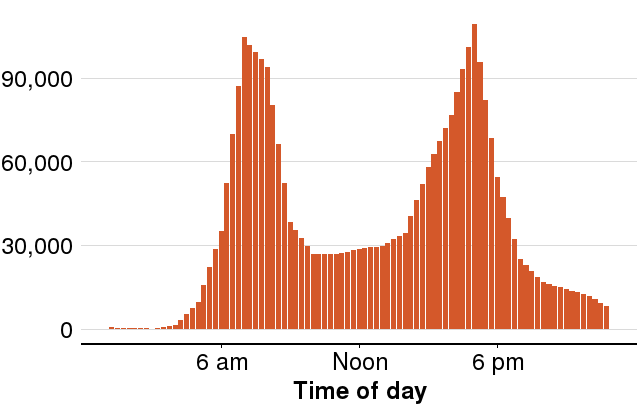 90,000
60,000
30,000
0
6 am Noon 6 pm
Time of day